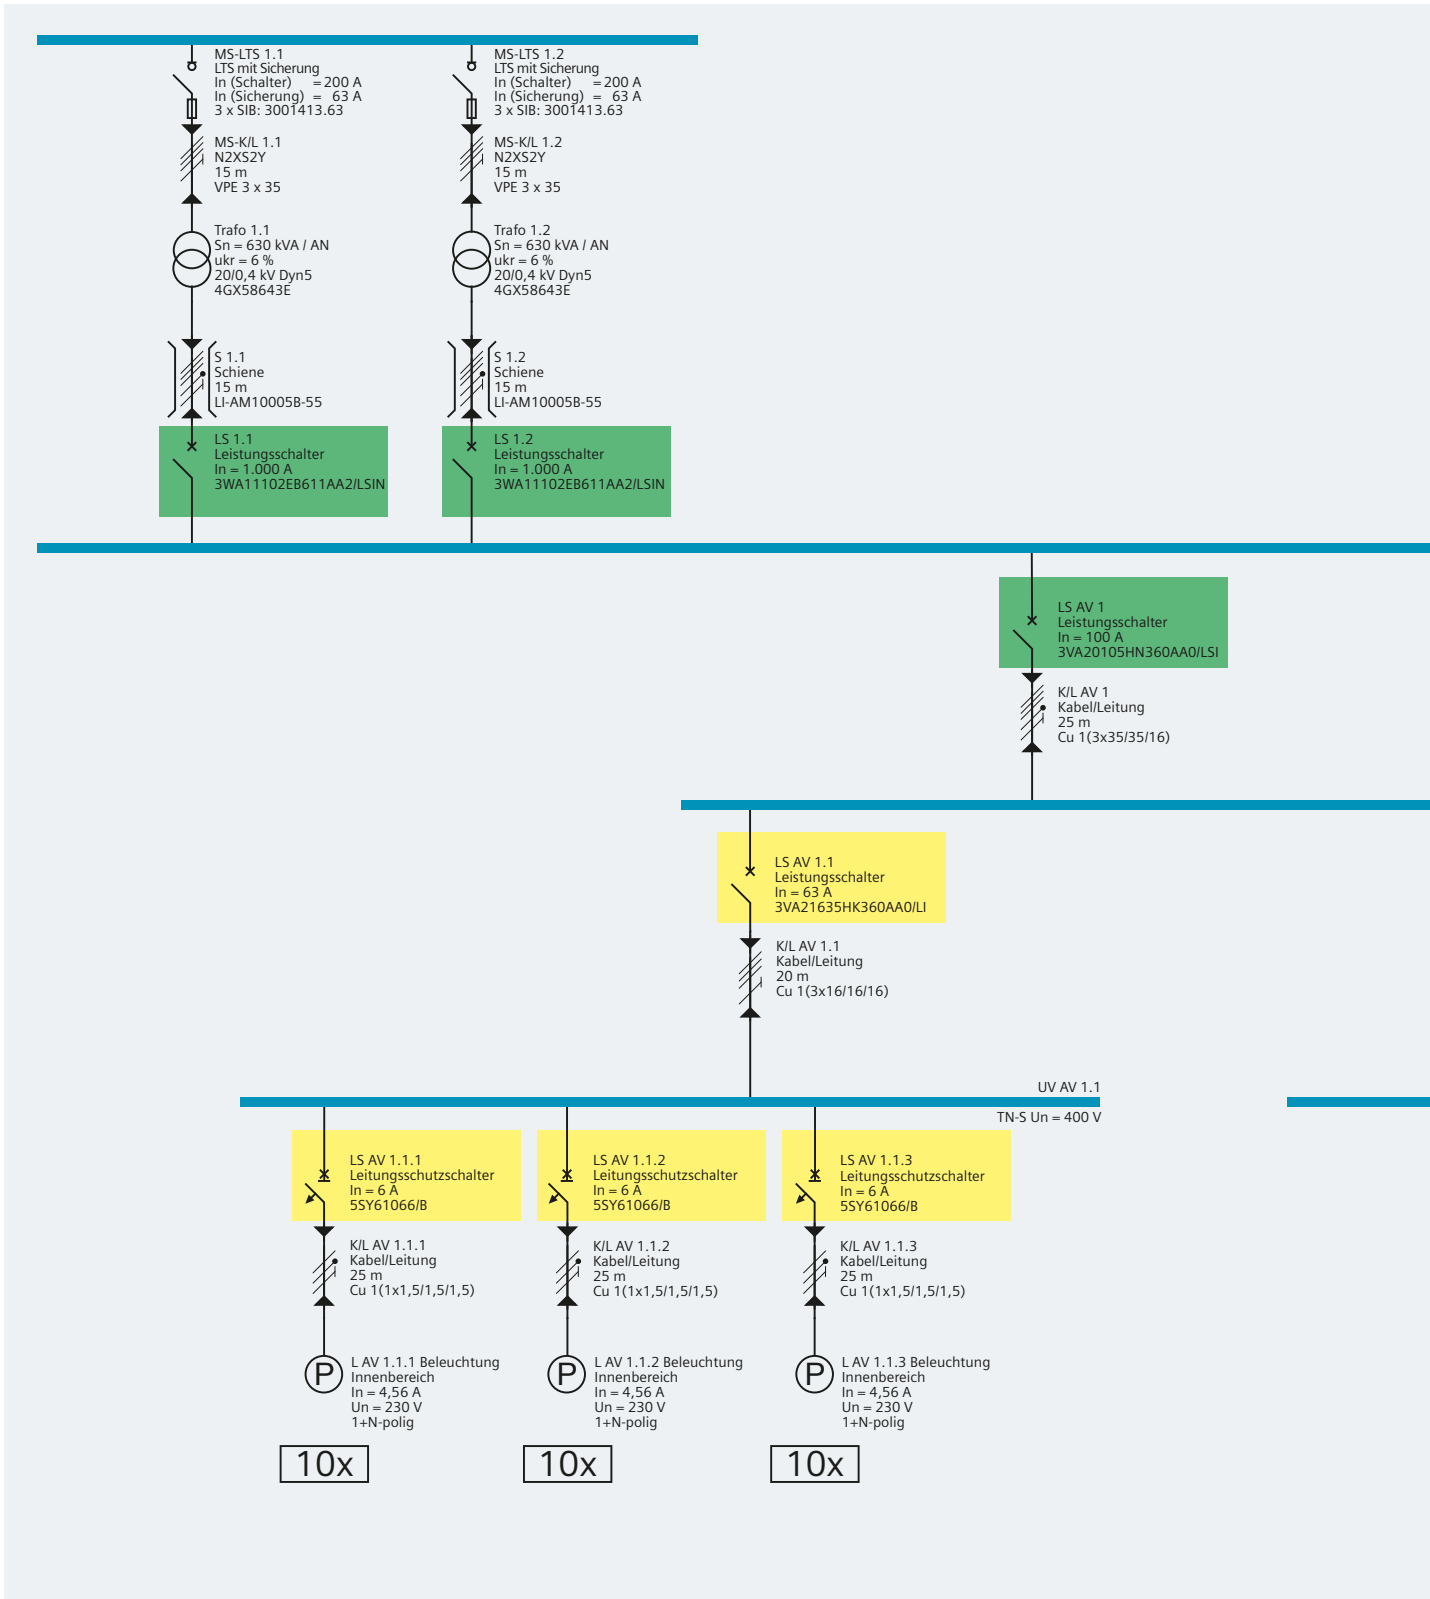 MS-LTS 1.1
LTS mit Sicherung
In (Schalter) = 200 A
In (Sicherung) = 63 A
3 x SIB: 3001413.63
MS-LTS 1.2
LTS mit Sicherung
In (Schalter) = 200 A
In (Sicherung) = 63 A
3 x SIB: 3001413.63
MS-K/L 1.1
N2XS2Y
15 m
VPE 3 x 35
MS-K/L 1.2
N2XS2Y
15 m
VPE 3 x 35
Trafo 1.1
Sn = 630 kVA / AN
ukr = 6 %
20/0,4 kV Dyn5
4GX58643E
Trafo 1.2
Sn = 630 kVA / AN
ukr = 6 %
20/0,4 kV Dyn5
4GX58643E
S 1.1
Schiene
15 m
LI-AM10005B-55
S 1.2
Schiene
15 m
LI-AM10005B-55
LS 1.1
Leistungsschalter
In = 1.000 A
3WA11102EB611AA2/LSIN
LS 1.2
Leistungsschalter
In = 1.000 A
3WA11102EB611AA2/LSIN
LS AV 1
Leistungsschalter
In = 100 A
3VA20105HN360AA0/LSI
K/L AV 1
Kabel/Leitung
25 m
Cu 1(3x35/35/16)
LS AV 1.1
Leistungsschalter
In = 63 A
3VA21635HK360AA0/LI
K/L AV 1.1
Kabel/Leitung
20 m
Cu 1(3x16/16/16)
UV AV 1.1
TN-S Un = 400 V
LS AV 1.1.1
Leitungsschutzschalter
In = 6 A
5SY61066/B
LS AV 1.1.2
Leitungsschutzschalter
In = 6 A
5SY61066/B
LS AV 1.1.3
Leitungsschutzschalter
In = 6 A
5SY61066/B
K/L AV 1.1.1
Kabel/Leitung
25 m
Cu 1(1x1,5/1,5/1,5)
K/L AV 1.1.2
Kabel/Leitung
25 m
Cu 1(1x1,5/1,5/1,5)
K/L AV 1.1.3
Kabel/Leitung
25 m
Cu 1(1x1,5/1,5/1,5)
P
L AV 1.1.1 Beleuchtung
Innenbereich
In = 4,56 A
Un = 230 V
1+N-polig
P
L AV 1.1.2 Beleuchtung
Innenbereich
In = 4,56 A
Un = 230 V
1+N-polig
P
L AV 1.1.3 Beleuchtung
Innenbereich
In = 4,56 A
Un = 230 V
1+N-polig
10x
10x
10x